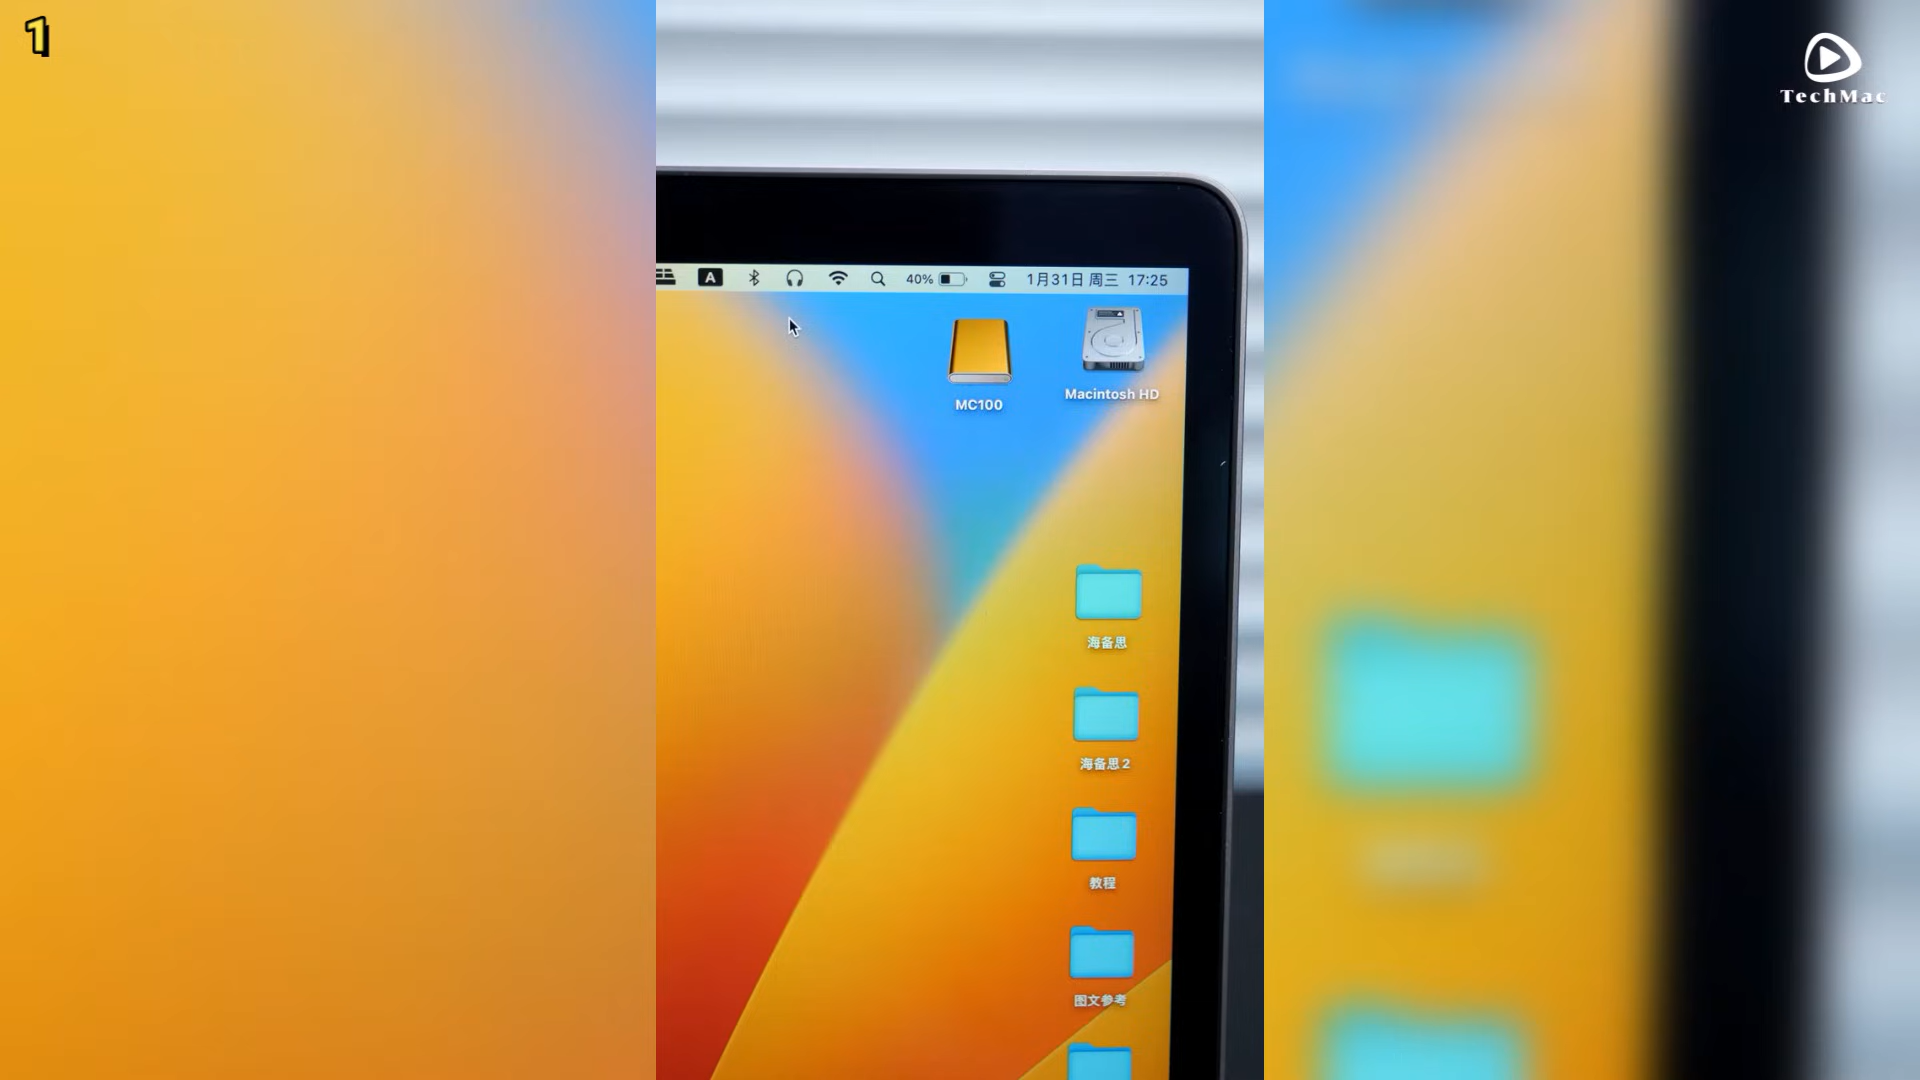 1
TechMac
A 40% 1月31日 周三 17:25
MC100
Macintosh HD
海备思
海备思2
教程
图文参考